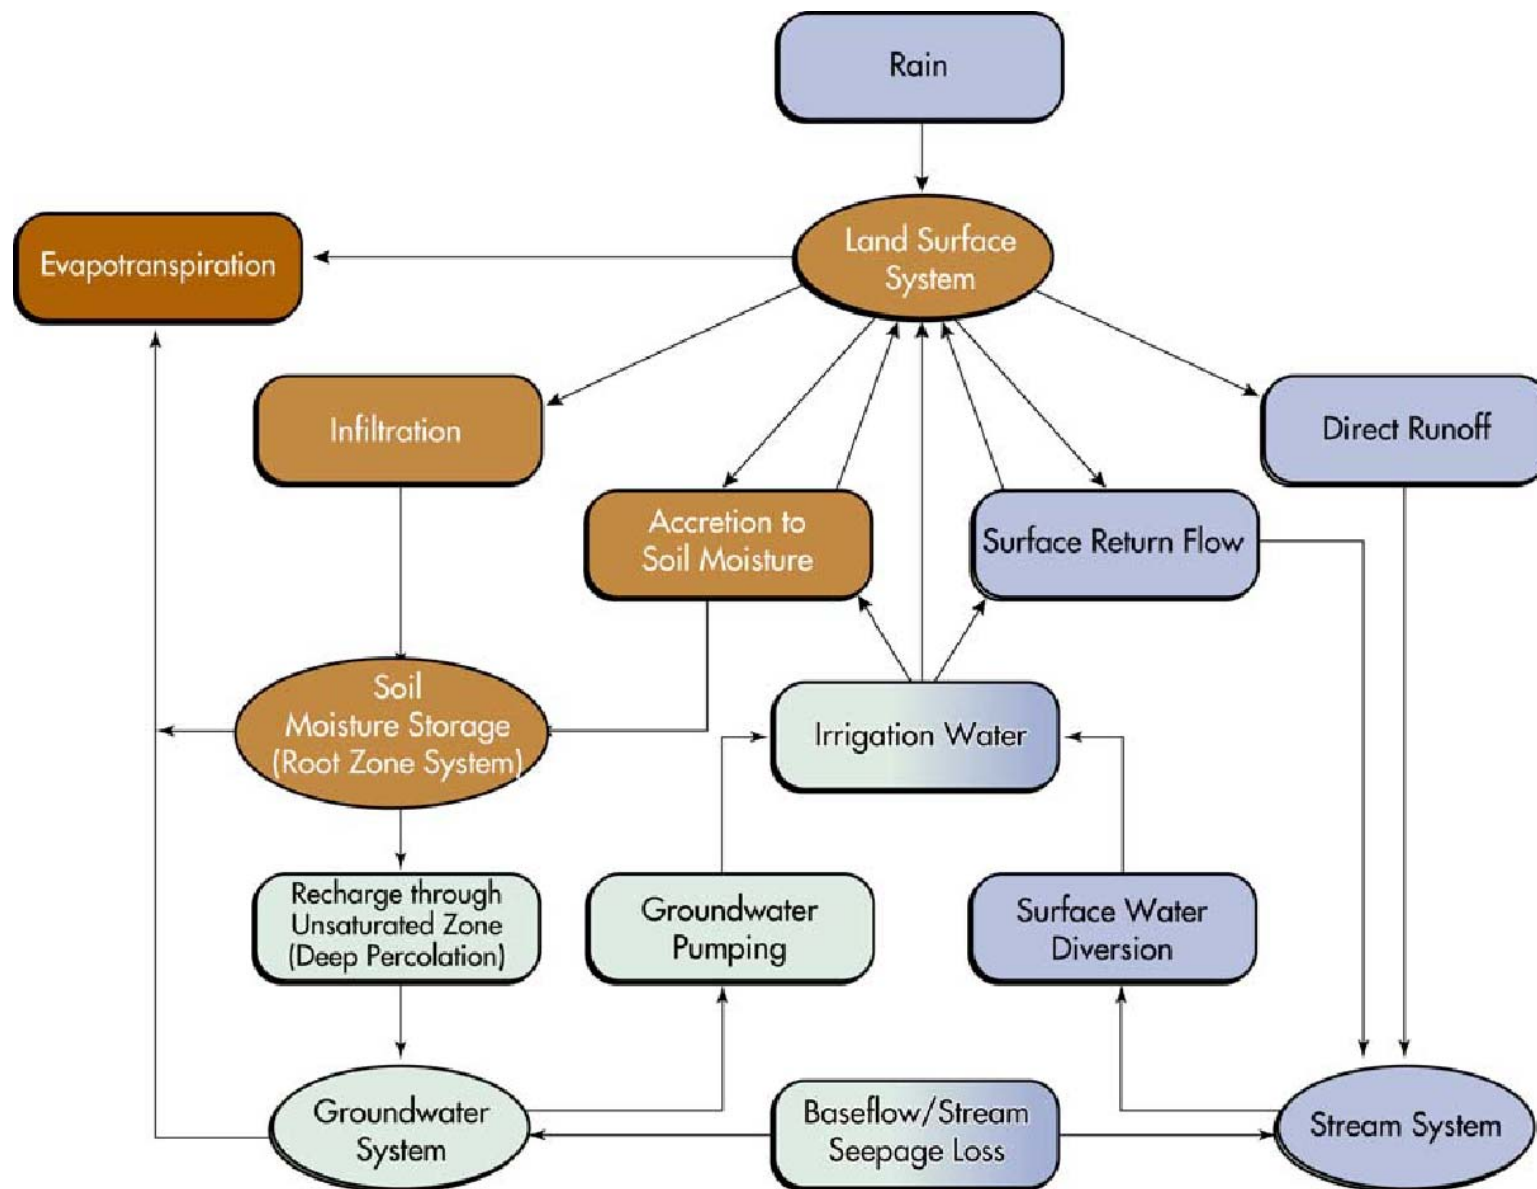 Rain
Land Surface
System
Evapotranspiration
Infiltration
Direct Runoff
Accretion to
Soil Moisture
Surface Return Flow
Soil
Moisture Storage
(Root Zone System)
Irrigation Water
Recharge through
Unsaturated Zone
(Deep Percolation)
Groundwater
Pumping
Surface Water
Diversion
Groundwater
System
Baseflow/Stream
Seepage Loss
Stream System